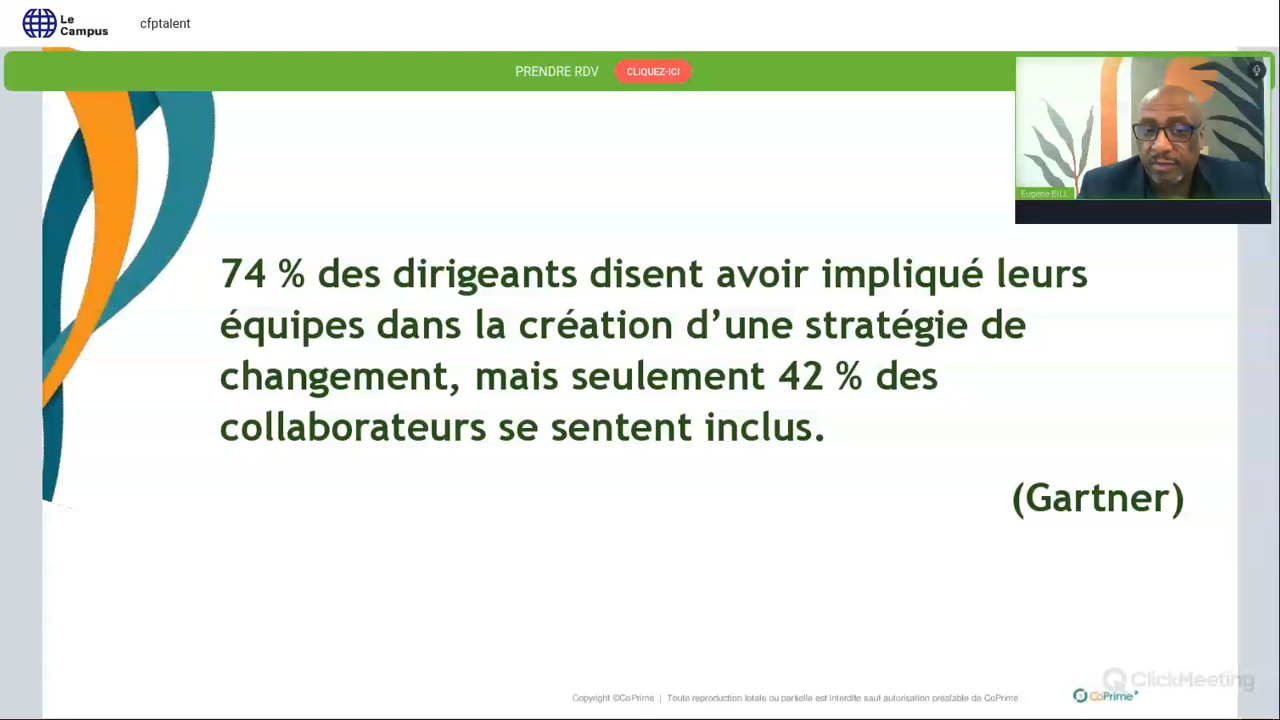 Le
Campus
cfptalent
PRENDRE RDV
CLIQUEZ-ICI
Eugene BILL
74 % des dirigeants disent avoir impliqué leurs
équipes dans la création d’une stratégie de
changement, mais seulement 42 % des
collaborateurs se sentent inclus.
(Gartner)
ClickMeeting
Copyright ©CoPrime | Toute reproduction totale ou partielle est interdite sauf autorisation préalable de CoPrime
CoPrime